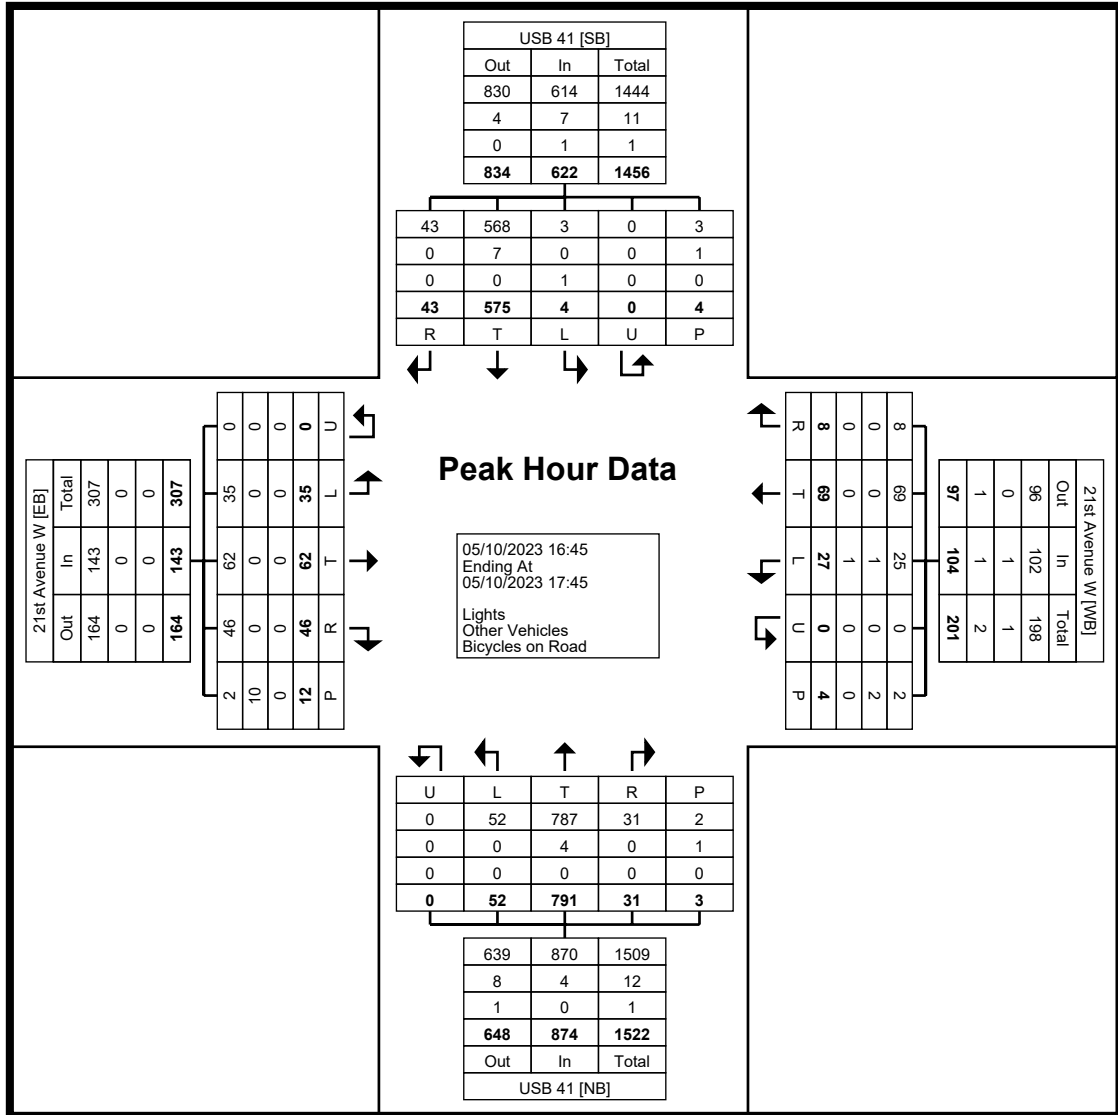 USB 41 [SB]
Out In Total
830 614 1444
4 7 11
0 1 1
834 622 1456
43 568 3 0 3
0 7 0 0 1
0 0 1 0 0
43 575 4 0 4
R T L U P
21st Avenue W [EB]
Total 307 0 0 307
In 143 0 0 143
Out 164 0 0 164
0 0 0 0 U
35 0 0 35 L
62 0 0 62 T
46 0 0 46 R
2 10 0 12 P
Peak Hour Data
05/10/2023 16:45
Ending At
05/10/2023 17:45
Lights
Other Vehicles
Bicycles on Road
R 8 0 0 8
T 69 0 0 69
L 27 1 1 25
U 0 0 0 0
P 4 0 2 2
97 1 0 96 Out
104 1 1 102 In
201 2 1 198 Total
21st Avenue W [WB]
U L T R P
0 52 787 31 2
0 0 4 0 1
0 0 0 0 0
0 52 791 31 3
639 870 1509
8 4 12
1 0 1
648 874 1522
Out In Total
USB 41 [NB]